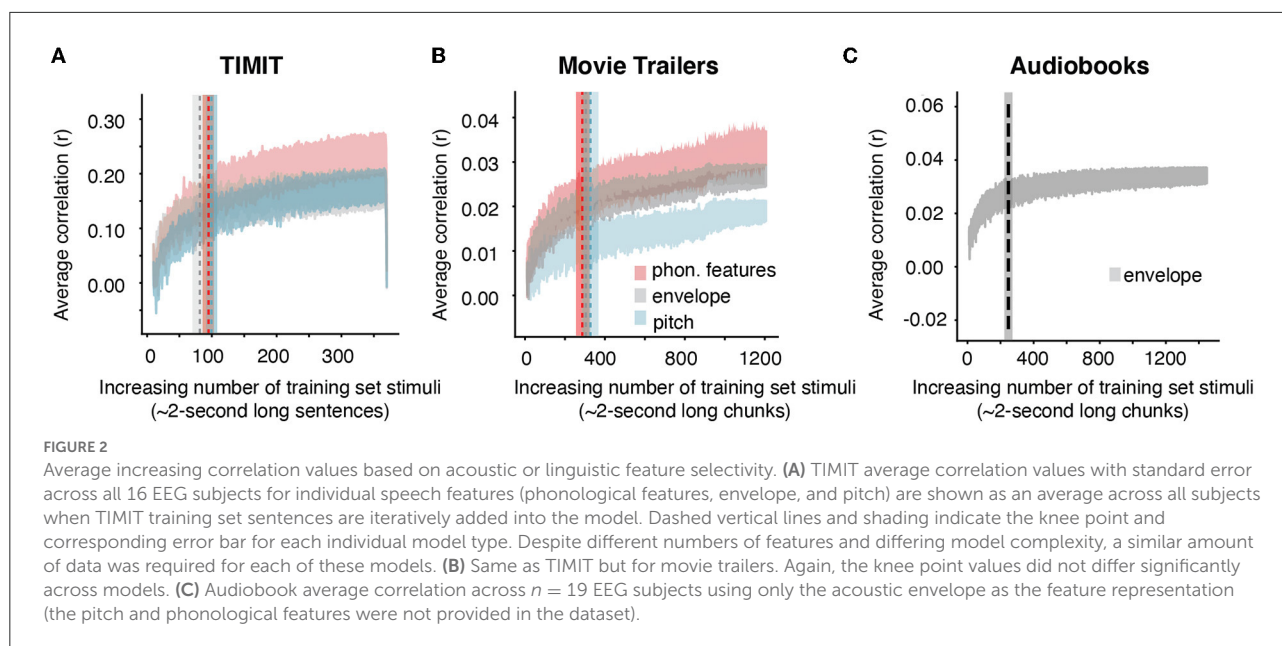 A
TIMIT
Average correlation (r)
0.30
0.20
0.10
0.00
0
100
200
300
Increasing number of training set stimuli
(~2-second long sentences)
B
Movie Trailers
Average correlation (r)
0.04
0.03
0.02
0.01
0.00
phon. features
envelope
pitch
0
400
800
1200
Increasing number of training set stimuli
(~2-second long chunks)
C
Audiobooks
Average correlation (r)
0.06
0.04
0.02
0.00
-0.02
envelope
0
400
800
1200
Increasing number of training set stimuli
(~2-second long chunks)
FIGURE 2
Average increasing correlation values based on acoustic or linguistic feature selectivity. (A) TIMIT average correlation values with standard error
across all 16 EEG subjects for individual speech features (phonological features, envelope, and pitch) are shown as an average across all subjects
when TIMIT training set sentences are iteratively added into the model. Dashed vertical lines and shading indicate the knee point and
corresponding error bar for each individual model type. Despite different numbers of features and differing model complexity, a similar amount
of data was required for each of these models. (B) Same as TIMIT but for movie trailers. Again, the knee point values did not differ significantly
across models. (C) Audiobook average correlation across n = 19 EEG subjects using only the acoustic envelope as the feature representation
(the pitch and phonological features were not provided in the dataset).